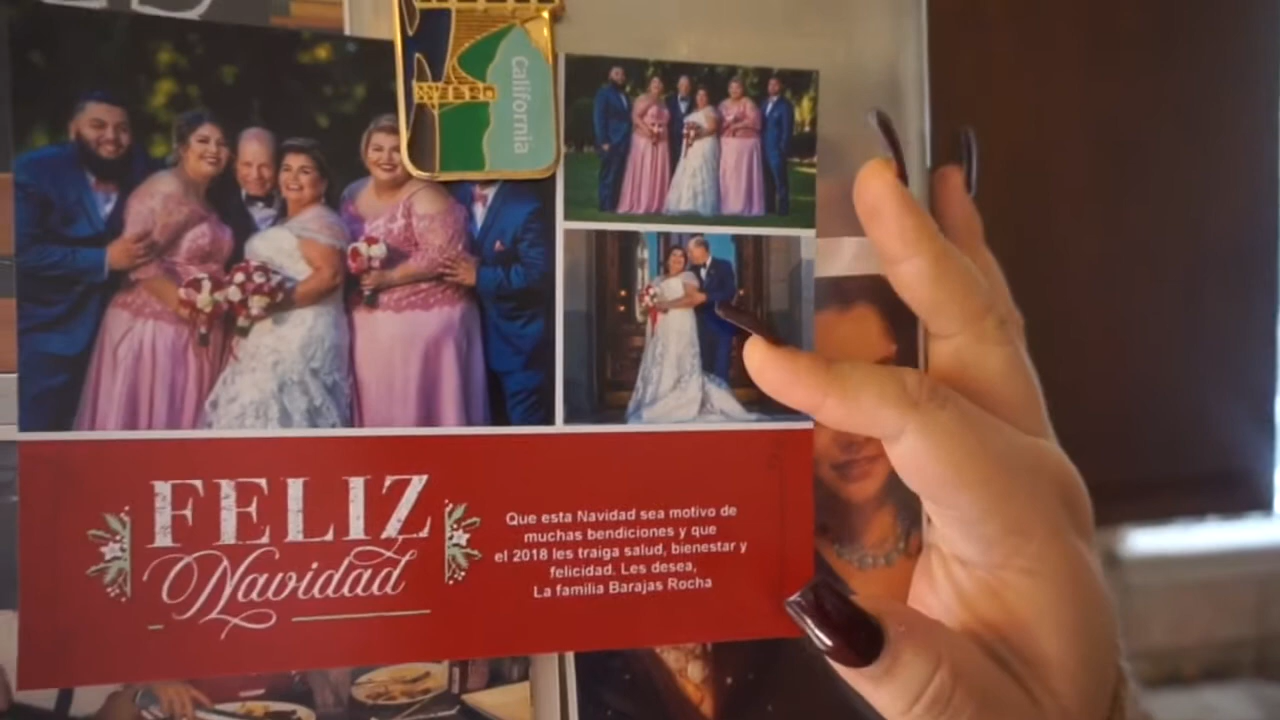 California
FELIZ
Navidad
Que esta Navidad sea motivo de
muchas bendiciones y que
el 2018 les traiga salud, bienestar y
felicidad. Les desea,
La familia Barajas Rocha